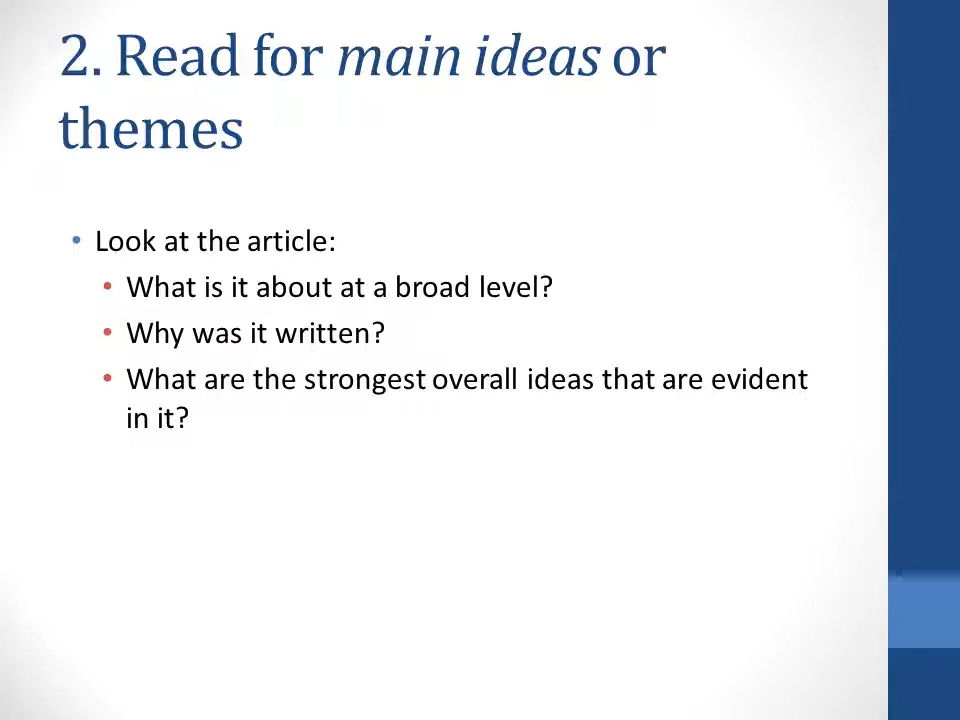 2. Read for main ideas or
themes
• Look at the article:
• What is it about at a broad level?
• Why was it written?
• What are the strongest overall ideas that are evident
in it?